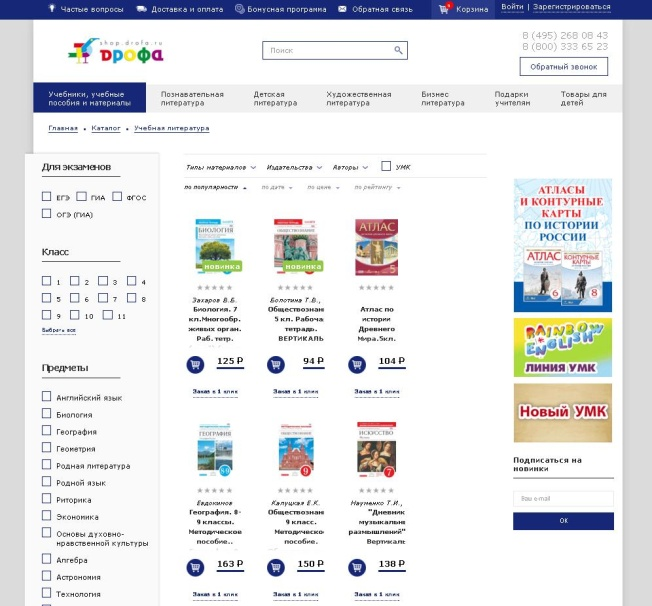 Частые вопросы
Доставка и оплата
Бонусная программа
Обратная связь
Корзина
Войти | Зарегистрироваться
shop.drofa.ru
дрофа
Поиск
8 (495) 268 08 43
8 (800) 333 65 23
Обратный звонок
Учебники, учебные
пособия и материалы
Познавательная
литература
Детская
литература
Художественная
литература
Бизнес
литература
Подарки
учителям
Товары для
детей
Главная • Каталог • Учебная литература
Для экзаменов
ЕГЭ ГИА ФГОС
ОГЭ (ГИА)
Класс
1 2 3 4
5 6 7 8
9 10 11
Выбрать все
Предметы
Английский язык
Биология
География
Геометрия
Родная литература
Родной язык
Риторика
Экономика
Основы духовно-
нравственной культуры
Алгебра
Астрономия
Технология
Типы материалов Издательства Авторы УМК
по популярности по дате по цене по рейтингу
БИОЛОГИЯ
новинка
Захаров В.Б.
Биология. 7
кл.Многообр.
живых орган.
Раб. тетр.
125 Р
Заказ в 1 клик
ОБЩЕСТВОЗНАНИЕ
новинка
Болотина Т.В.,
Обществознан
5 кл. Рабоча
тетрадь.
ВЕРТИКАЛЬ
94 Р
Заказ в 1 клик
АТЛАС
5
Атлас по
истории
Древнего
Мира.5кл.
104 Р
Заказ в 1 клик
ГЕОГРАФИЯ
Евдокимов
География. 8-
9 классы.
Методическое
пособие..
163 Р
Заказ в 1 клик
9
Калуцкая Е.К.
Обществознан
9 класс.
Методическо
пособие.
150 Р
Заказ в 1 клик
ИСКУССТВО
7
Науменко Т.И.,
"Дневник
музыкальн
размышлений"
Вертикаль
138 Р
Заказ в 1 клик
АТЛАСЫ
И КОНТУРНЫЕ
КАРТЫ
ПО ИСТОРИИ
РОССИИ
АТЛАС
6
КОНТУРНЫЕ
КАРТЫ
8
RAINBOW
ENGLISH
ЛИНИЯ УМК
Новый УМК
Подписаться на
новинки
Ваш e-mail
ОК